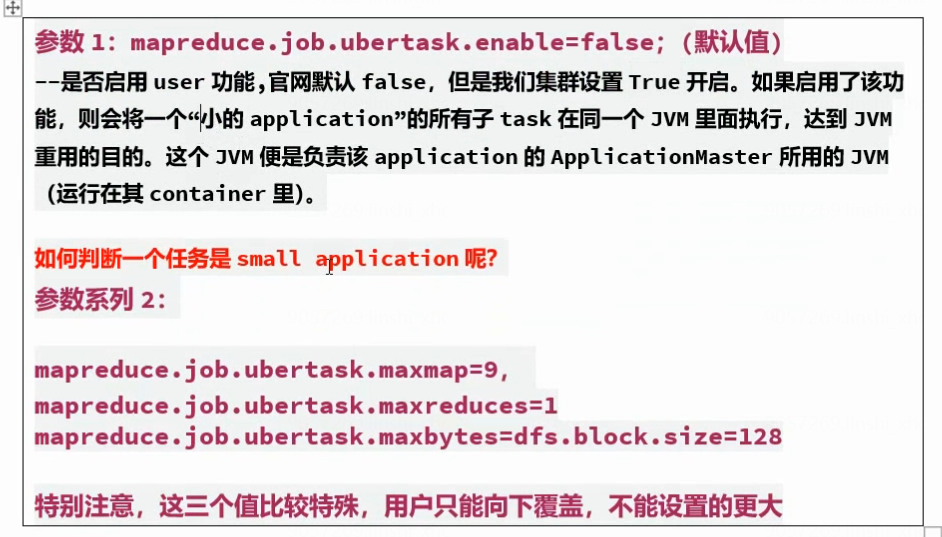 参数 1：mapreduce.job.ubertask.enable=false;（默认值）
--是否启用 user 功能,官网默认 false，但是我们集群设置 True 开启。如果启用了该功
能，则会将一个“小的 application”的所有子 task 在同一个 JVM 里面执行，达到 JVM
重用的目的。这个 JVM 便是负责该 application 的 ApplicationMaster 所用的 JVM
（运行在其 container 里）。
如何判断一个任务是 small application 呢？
参数系列 2：
mapreduce.job.ubertask.maxmap=9,
mapreduce.job.ubertask.maxreduces=1
mapreduce.job.ubertask.maxbytes=dfs.block.size=128
特别注意，这三个值比较特殊，用户只能向下覆盖，不能设置的更大